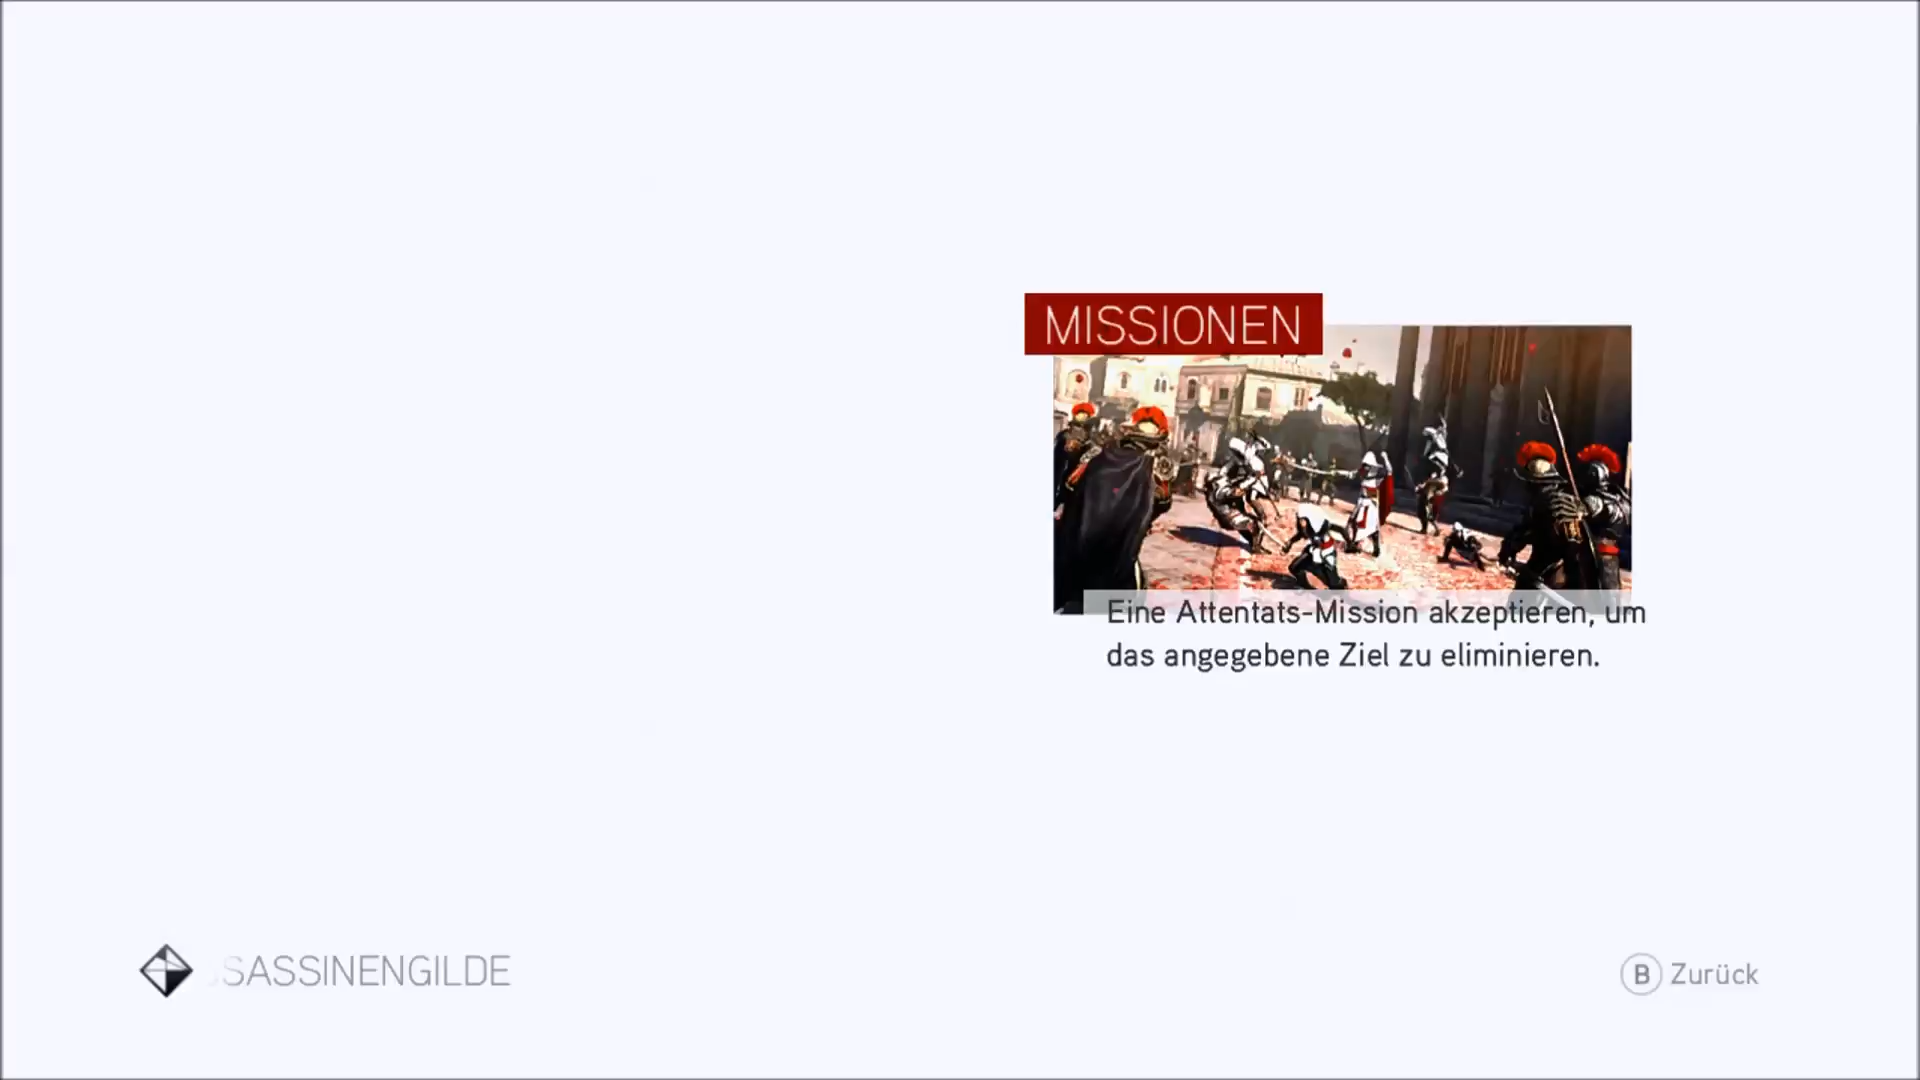 MISSIONEN
Eine Attentats-Mission akzeptieren, um
das angegebene Ziel zu eliminieren.
SASSINENGILDE
B Zurück